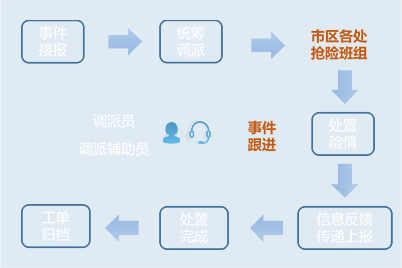 事件
接报
统筹
调派
市区各处
抢险班组
调派员
调派辅助员
事件
跟进
处置
险情
工单
归档
处置
完成
信息反馈
传递上报